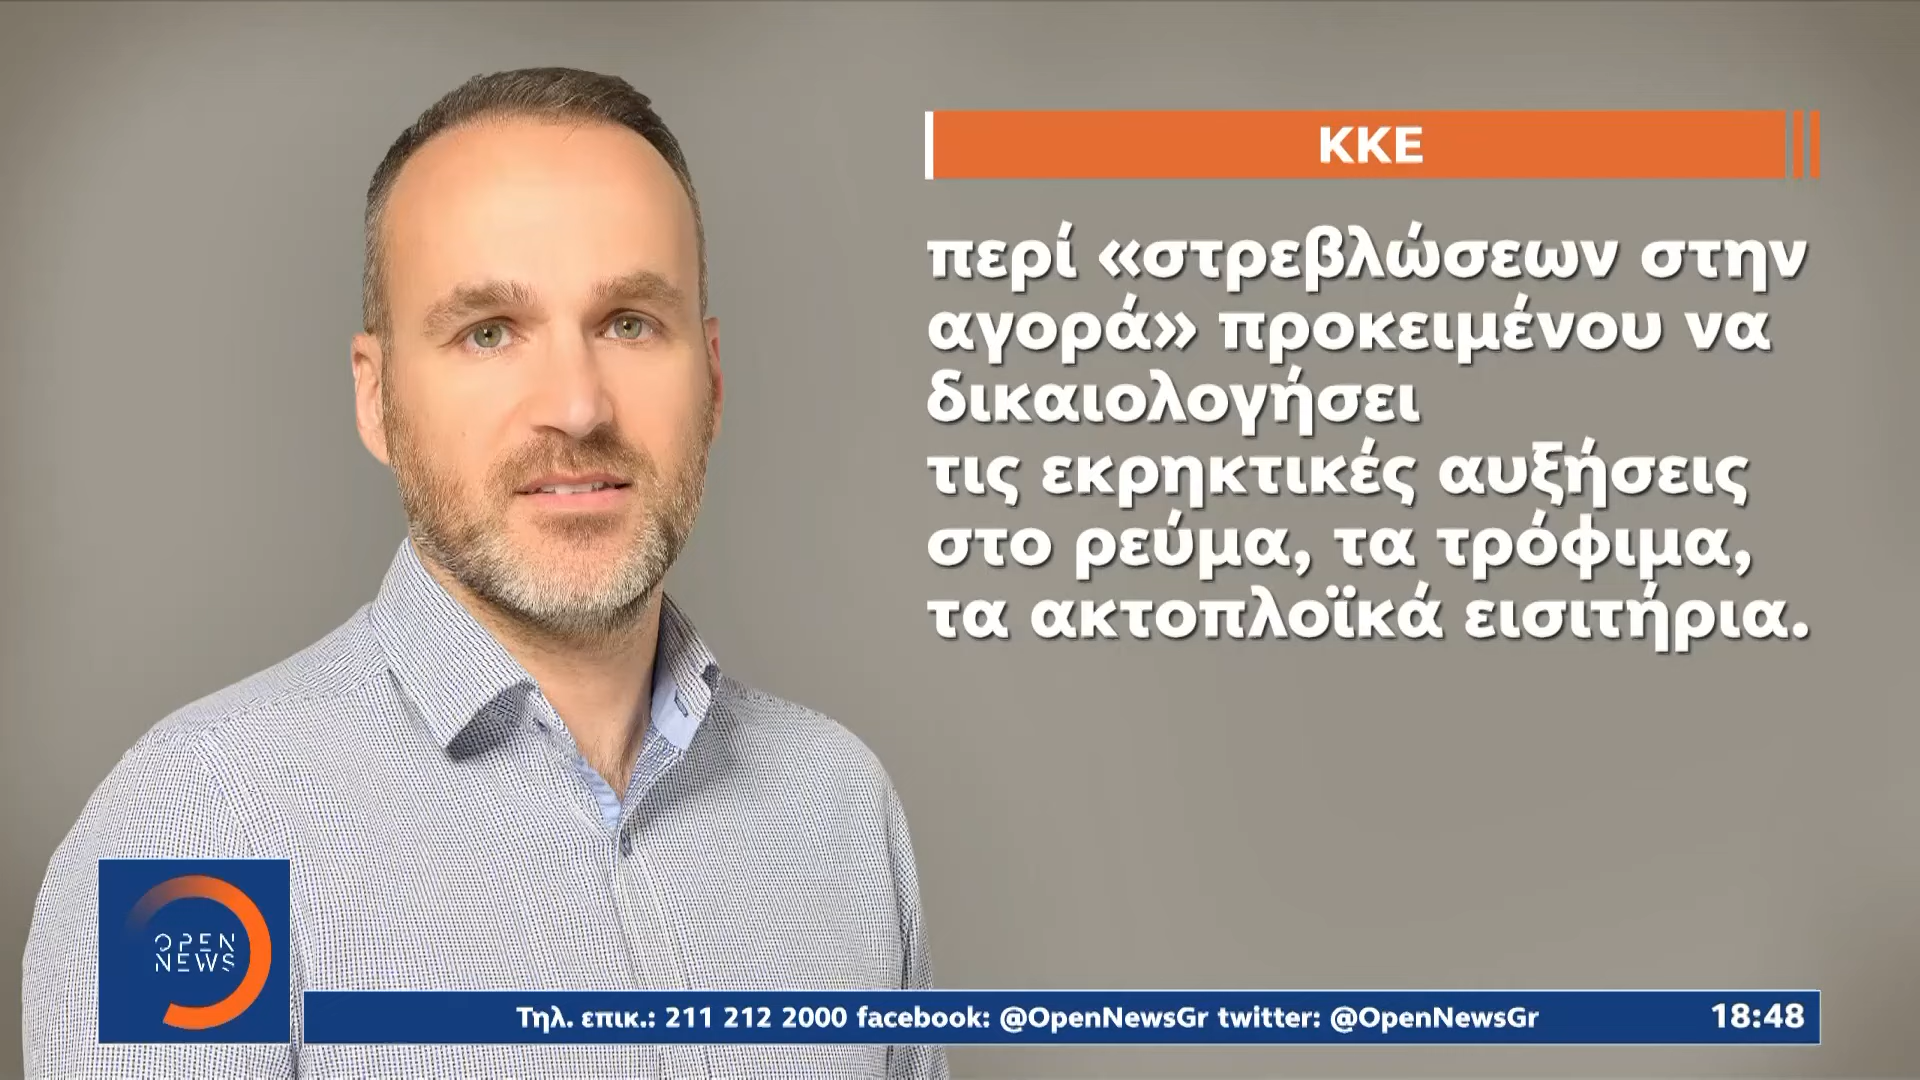 ΚΚΕ
περί «στρεβλώσεων στην
αγορά» προκειμένου να
δικαιολογήσει
τις εκρηκτικές αυξήσεις
στο ρεύμα, τα τρόφιμα,
τα ακτοπλοϊκά εισιτήρια.
OPEN
NEWS
Τηλ. επικ.: 211 212 2000 facebook: @OpenNewsGr twitter: @OpenNewsGr
18:48